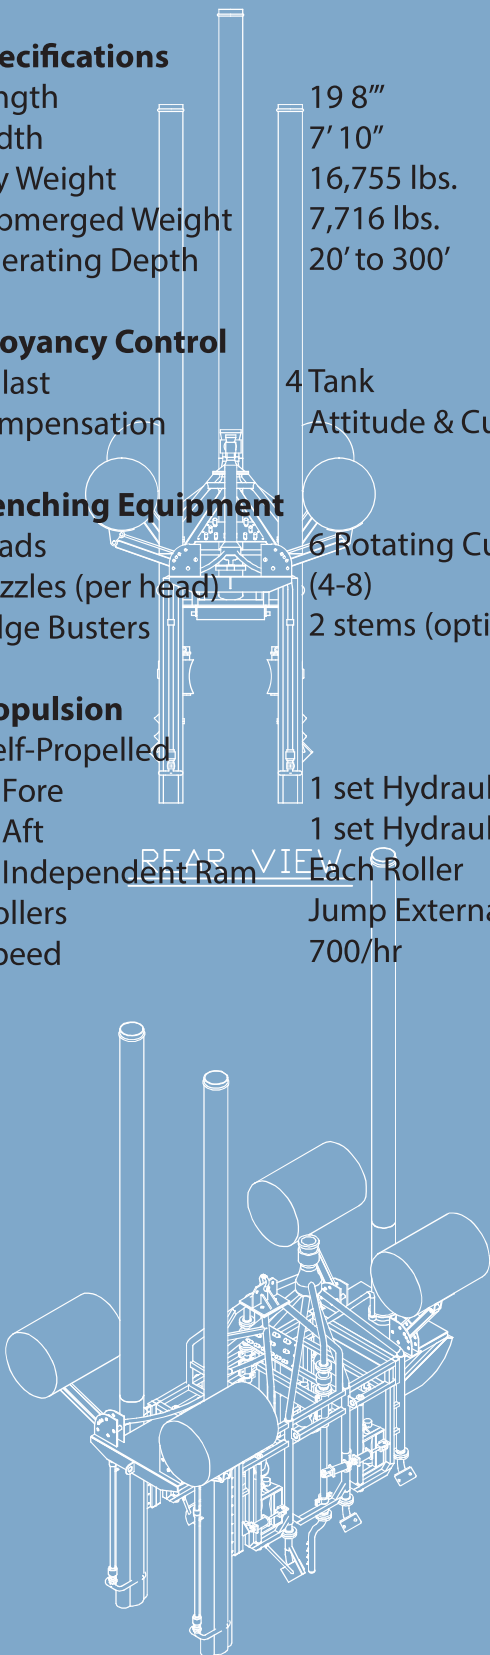 ecifications
ngth 19 8’”
dth 7’ 10”
y Weight 16,755 lbs.
bmerged Weight 7,716 lbs.
erating Depth 20’ to 300’
oyancy Control
last 4 Tank
mpensation Attitude & Cu
enching Equipment
ads 6 Rotating Cu
zzles (per head) (4-8)
dge Busters 2 stems (opti
opulsion
elf-Propelled
Fore 1 set Hydraul
Aft 1 set Hydraul
REAR VIEW
Independent Ram Each Roller
ollers Jump Externa
peed 700/hr